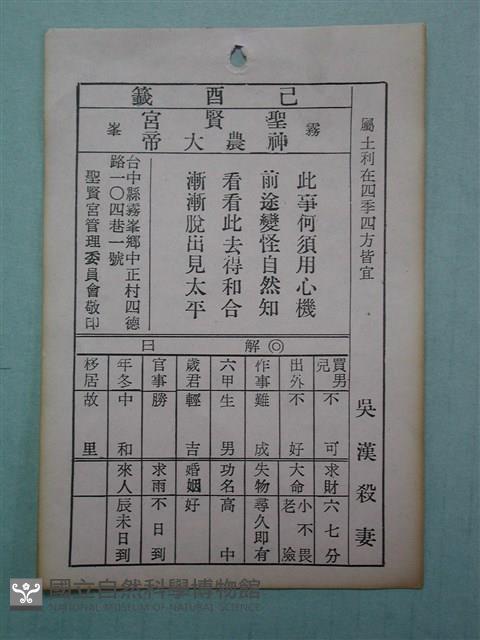 屬土利在四季四方皆宜
吳漢殺妻
己酉籤
霧峯
聖賢宮
神農大帝
此事何須用心機
前途變怪自然知
看看此去得和合
漸漸脫出見太平
台中縣霧峯鄉中正村四德
路一〇四巷一號
聖賢宮管理委員會敬印
解曰
買男兒 不可
出外 不好
作事 難成
六甲 生男
歲君 輕吉
官事 勝
年冬 中和
移居 故里
求財 六七分
大命 小不畏 老險
失物 尋久即有
功名 高中
婚姻 好
求雨 不日到
來人 辰未日到
國立自然科學博物館
NATIONAL MUSEUM OF NATURAL SCIENCE